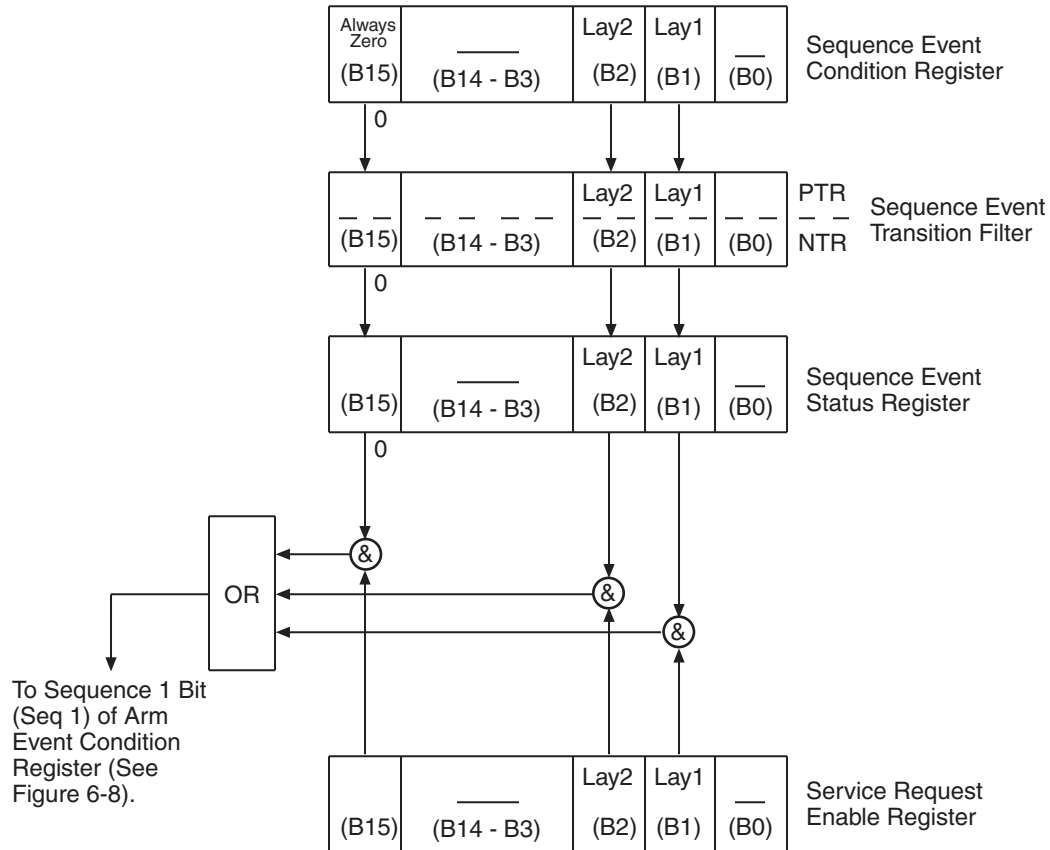 Always
Zero
(B15)
(B14 - B3)
Lay2
(B2)
Lay1
(B1)
(B0)
Sequence Event
Condition Register
0
(B15)
(B14 - B3)
Lay2
(B2)
Lay1
(B1)
(B0)
PTR
NTR
Sequence Event
Transition Filter
0
(B15)
(B14 - B3)
Lay2
(B2)
Lay1
(B1)
(B0)
Sequence Event
Status Register
0
&
&
&
OR
To Sequence 1 Bit
(Seq 1) of Arm
Event Condition
Register (See
Figure 6-8).
(B15)
(B14 - B3)
Lay2
(B2)
Lay1
(B1)
(B0)
Service Request
Enable Register